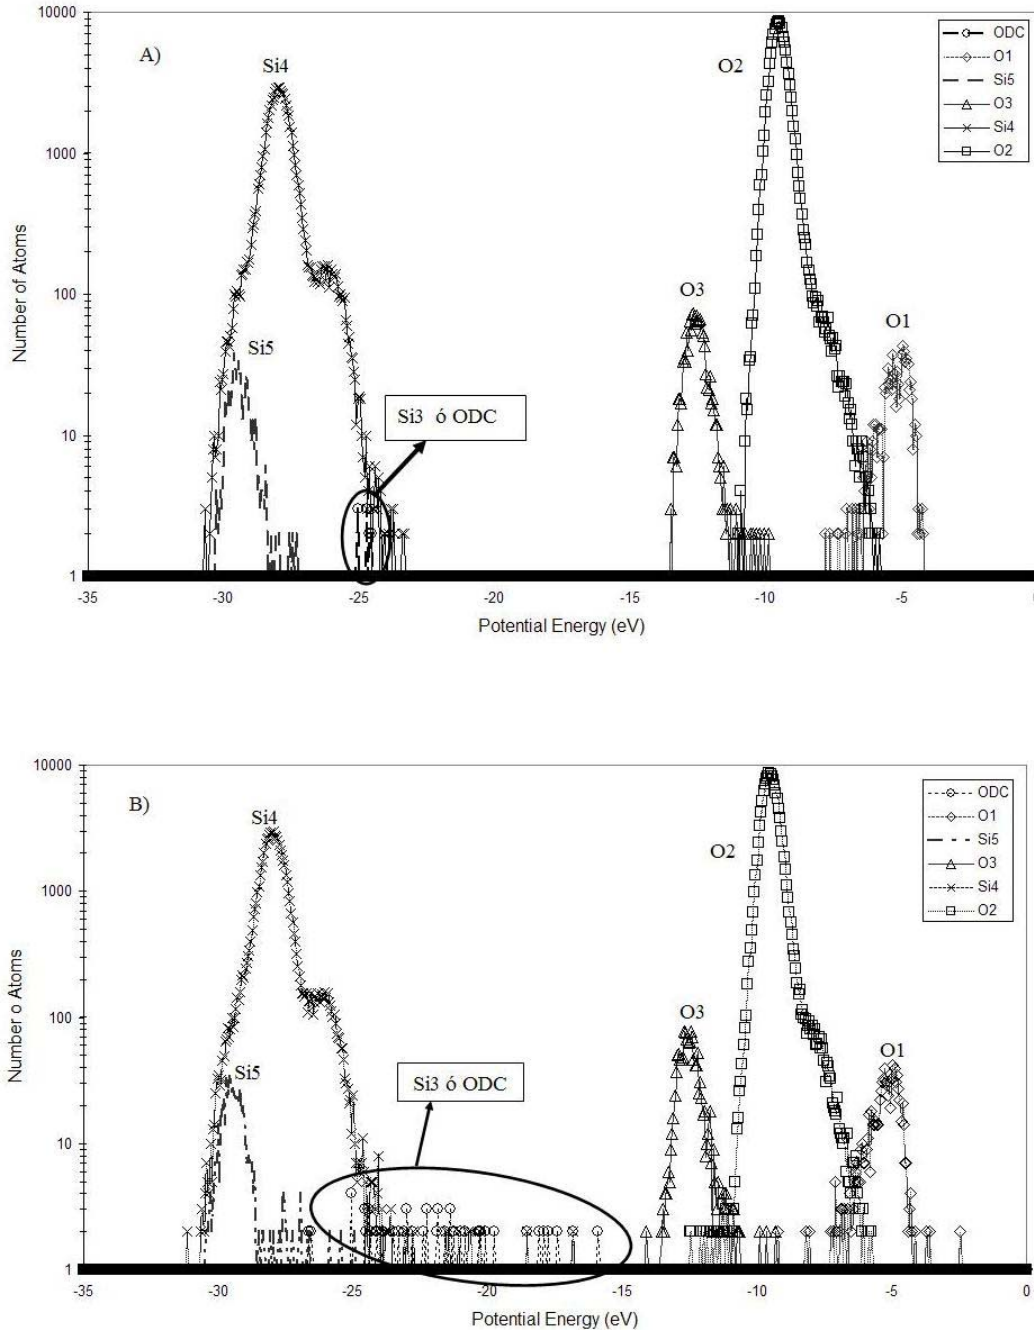 A)
10000
1000
100
10
1
Number of Atoms
Si4
Si5
Si3 ó ODC
O3
O2
O1
ODC
O1
Si5
O3
Si4
O2
-35
-30
-25
-20
-15
-10
-5
0
Potential Energy (eV)
B)
10000
1000
100
10
1
Number o Atoms
Si4
Si5
Si3 ó ODC
O3
O2
O1
ODC
O1
Si5
O3
Si4
O2
-35
-30
-25
-20
-15
-10
-5
0
Potential Energy (eV)